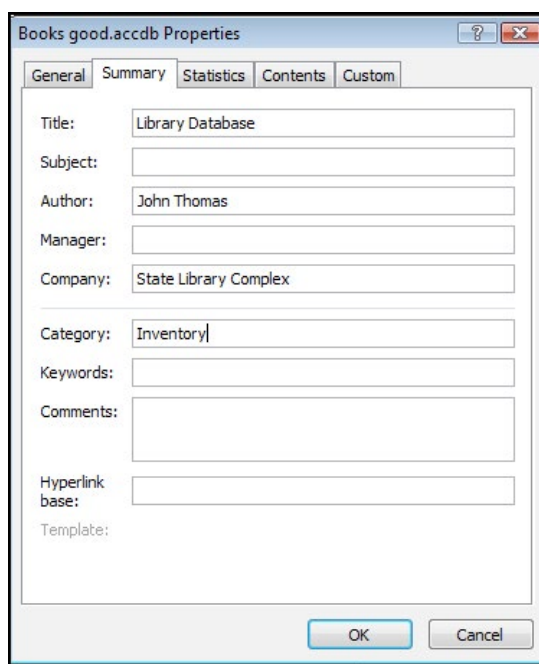 Books good.accdb Properties
General Summary Statistics Contents Custom
Title: Library Database
Subject:
Author: John Thomas
Manager:
Company: State Library Complex
Category: Inventory
Keywords:
Comments:
Hyperlink
base:
Template:
OK Cancel